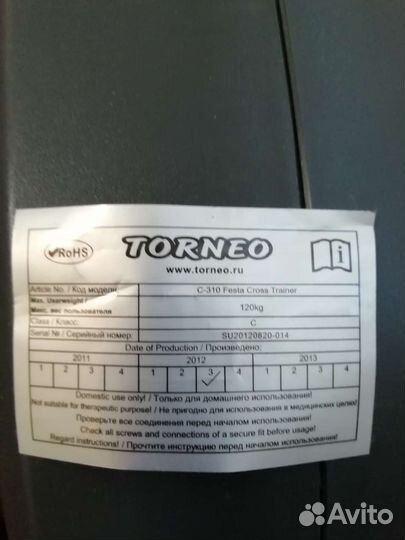 RoHS TORNEO
www.torneo.ru
Article No. / Код модели: C-310 Festa Cross Trainer
Max. Userweight /
Макс. вес пользователя 120kg
Class / Класс: C
Serial № / Серийный номер: SU20120820-014
Date of Production / Произведено:
2011 2012 2013
1 2 3 4 1 2 3 4 1 2 3 4
Domestic use only! / Только для домашнего использования!
Not suitable for therapeutic purpose! / Не пригодно для использования в медицинских целях!
Проверьте все соединения перед началом использования!
Check all screws and connections of a secure fit before usage!
Regard instructions! / Прочтите инструкцию перед началом использования!
Avito